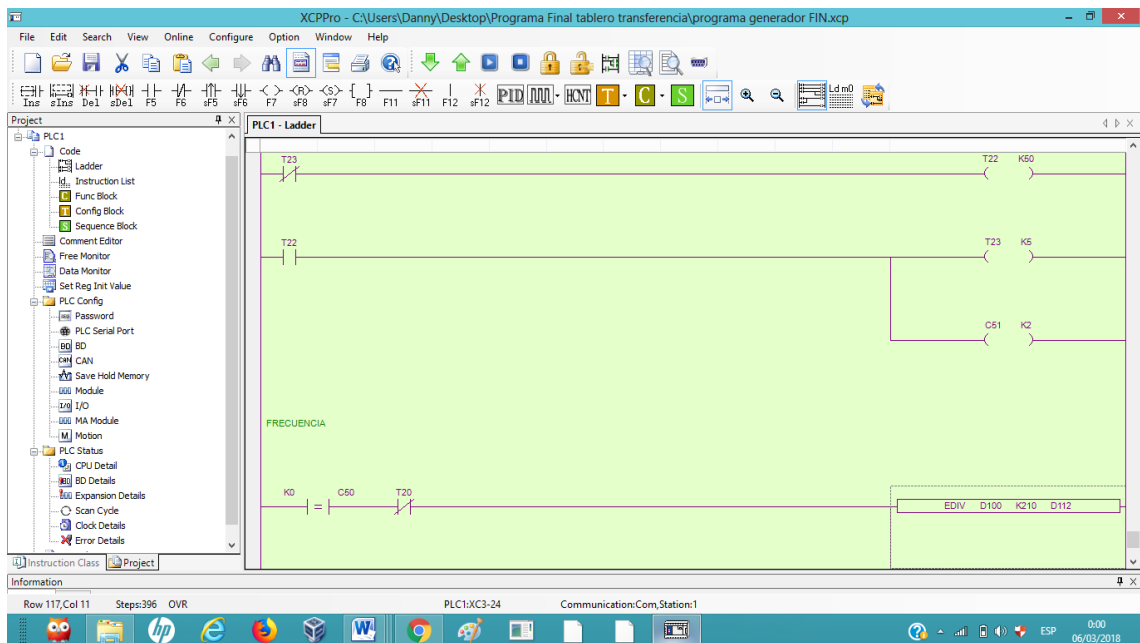 XCPPro - C:\Users\Danny\Desktop\Programa Final tablero transferencia\programa generador FIN.xcp
File Edit Search View Online Configure Option Window Help
Ins sIns Del sDel F5 F6 sF5 sF6 F7 sF8 sF7 F8 F11 sF11 F12 sF12 PID HCNT T C S Ld m0
Project
PLC1 - Ladder
PLC1
Code
Ladder
Instruction List
Func Block
Config Block
Sequence Block
Comment Editor
Free Monitor
Data Monitor
Set Reg Init Value
PLC Config
Password
PLC Serial Port
BD
CAN
Save Hold Memory
Module
I/O
MA Module
Motion
PLC Status
CPU Detail
BD Details
Expansion Details
Scan Cycle
Clock Details
Error Details
T23 T22 K50
T22 T23 K5
C51 K2
FRECUENCIA
K0 = C50 T20 EDIV D100 K210 D112
Instruction Class Project
Information
Row 117,Col 11 Steps:396 OVR PLC1:XC3-24 Communication:Com,Station:1
ESP 0:00
06/03/2018